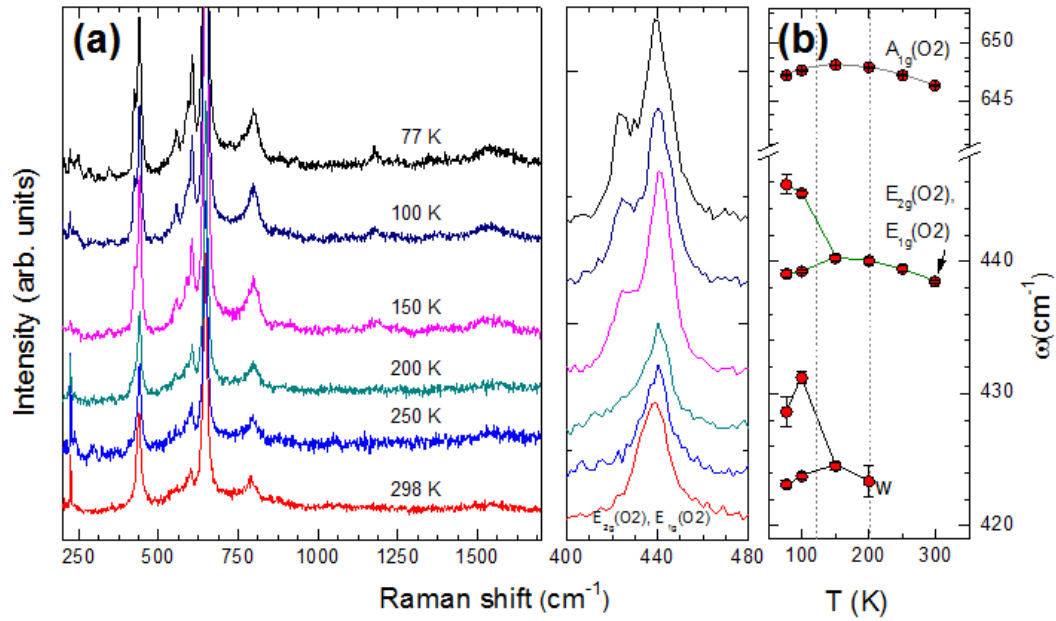 (a)
77 K
100 K
150 K
200 K
250 K
298 K
Intensity (arb. units)
250 500 750 1000 1250 1500
E2g(O2), E1g(O2)
400 440 480
Raman shift (cm-1)
(b)
A1g(O2)
E2g(O2),
E1g(O2)
W
650
645
440
430
420
ω(cm-1)
100 200 300
T (K)